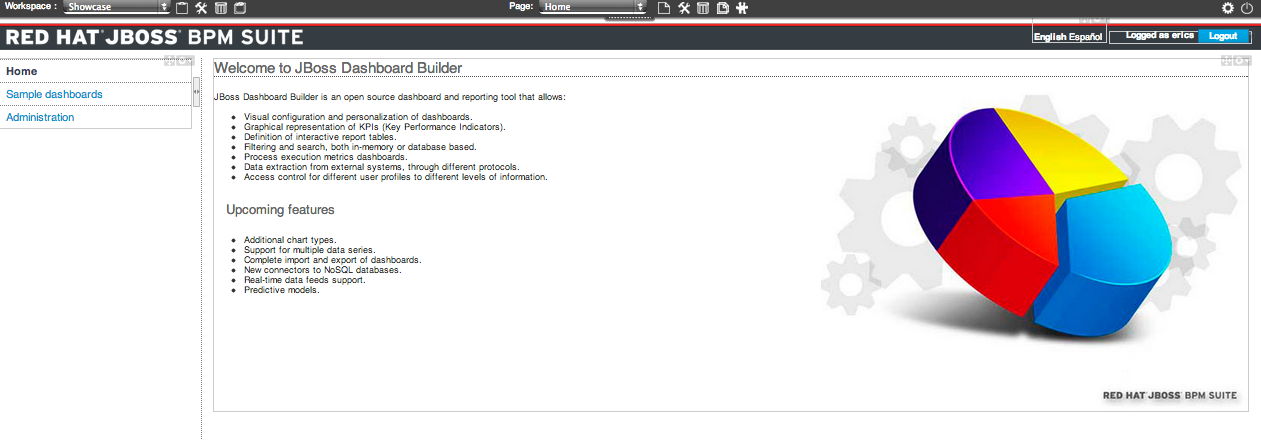 Workspace : Showcase Page: Home
RED HAT® JBOSS® BPM SUITE
English Español Logged as erics Logout
Home
Sample dashboards
Administration
Welcome to JBoss Dashboard Builder
JBoss Dashboard Builder is an open source dashboard and reporting tool that allows:
Visual configuration and personalization of dashboards.
Graphical representation of KPIs (Key Performance Indicators).
Definition of interactive report tables.
Filtering and search, both in-memory or database based.
Process execution metrics dashboards.
Data extraction from external systems, through different protocols.
Access control for different user profiles to different levels of information.
Upcoming features
Additional chart types.
Support for multiple data series.
Complete import and export of dashboards.
New connectors to NoSQL databases.
Real-time data feeds support.
Predictive models.
RED HAT® JBOSS® BPM SUITE